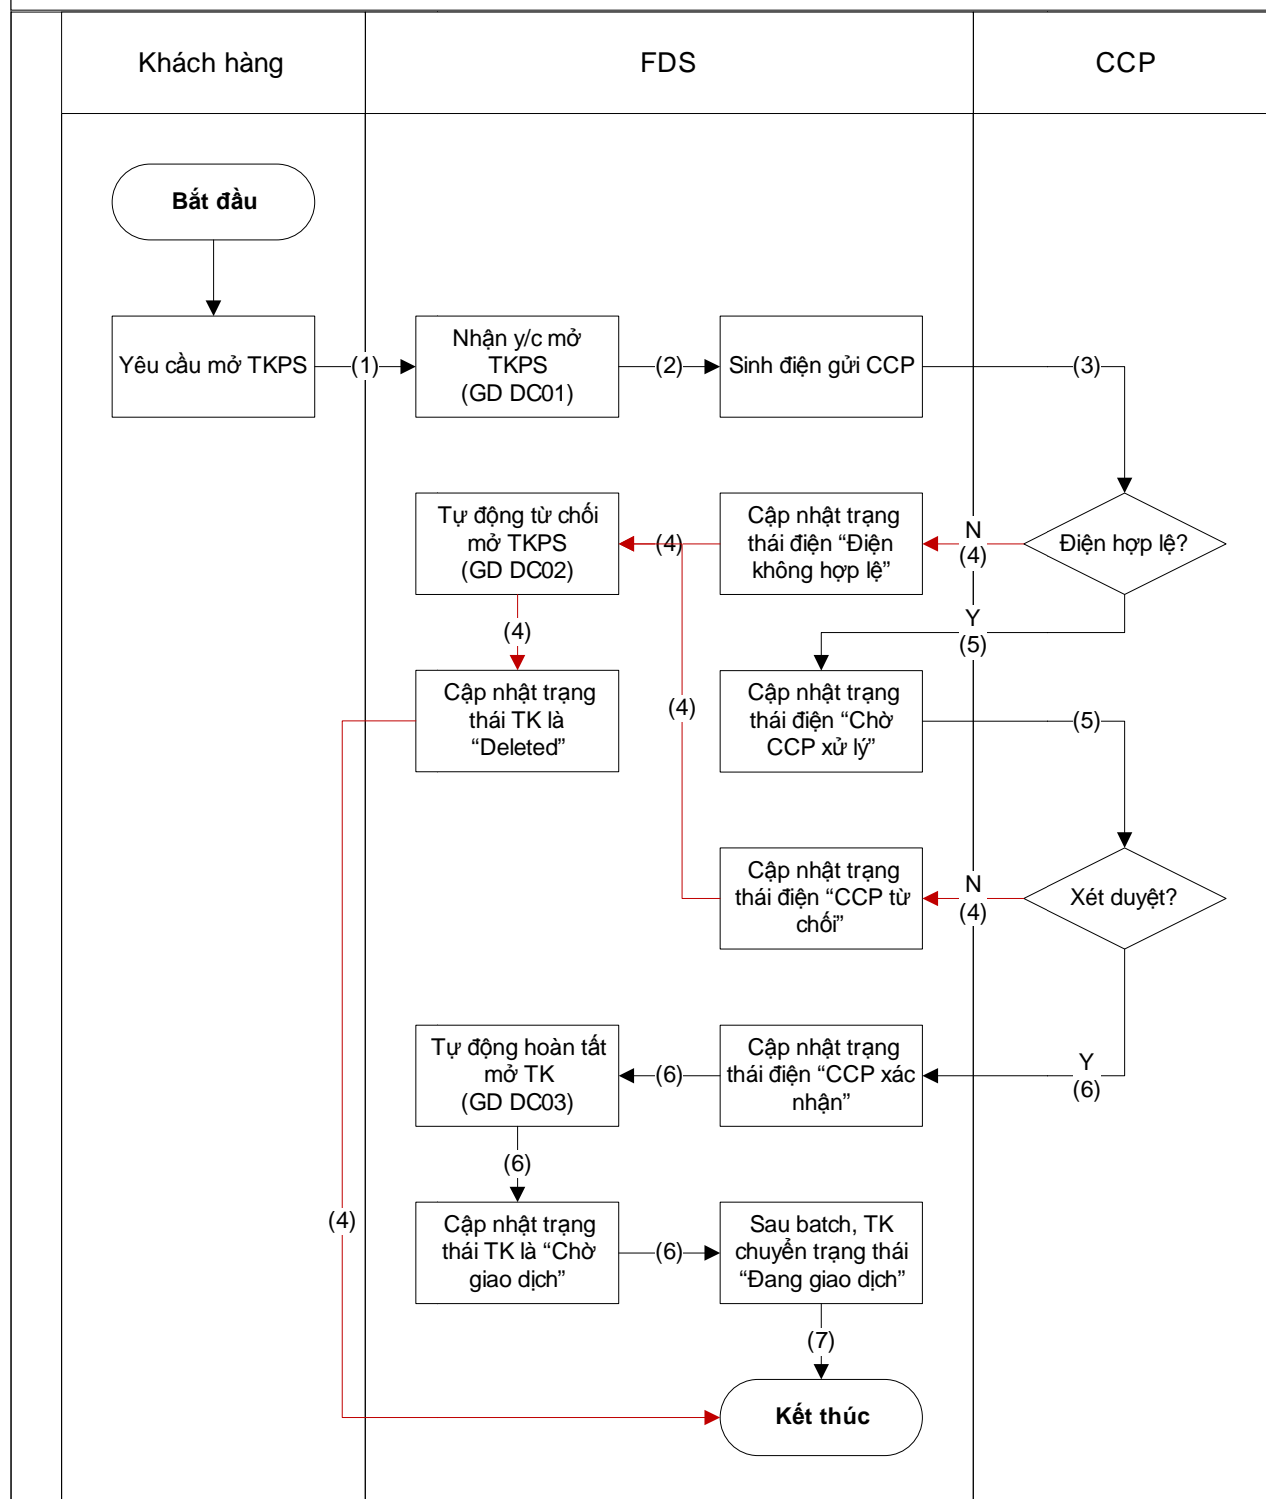 Khách hàng
FDS
CCP
Bắt đầu
Yêu cầu mở TKPS
(1)
Nhận y/c mở
TKPS
(GD DC01)
(2)
Sinh điện gửi CCP
(3)
Điện hợp lệ?
N
(4)
Cập nhật trạng
thái điện “Điện
không hợp lệ”
(4)
Tự động từ chối
mở TKPS
(GD DC02)
(4)
Cập nhật trạng
thái TK là
“Deleted”
Y
(5)
Cập nhật trạng
thái điện “Chờ
CCP xử lý”
(5)
(4)
Xét duyệt?
N
(4)
Cập nhật trạng
thái điện “CCP từ
chối”
Y
(6)
Cập nhật trạng
thái điện “CCP xác
nhận”
(6)
Tự động hoàn tất
mở TK
(GD DC03)
(6)
Cập nhật trạng
thái TK là “Chờ
giao dịch”
(6)
Sau batch, TK
chuyển trạng thái
“Đang giao dịch”
(4)
(7)
Kết thúc